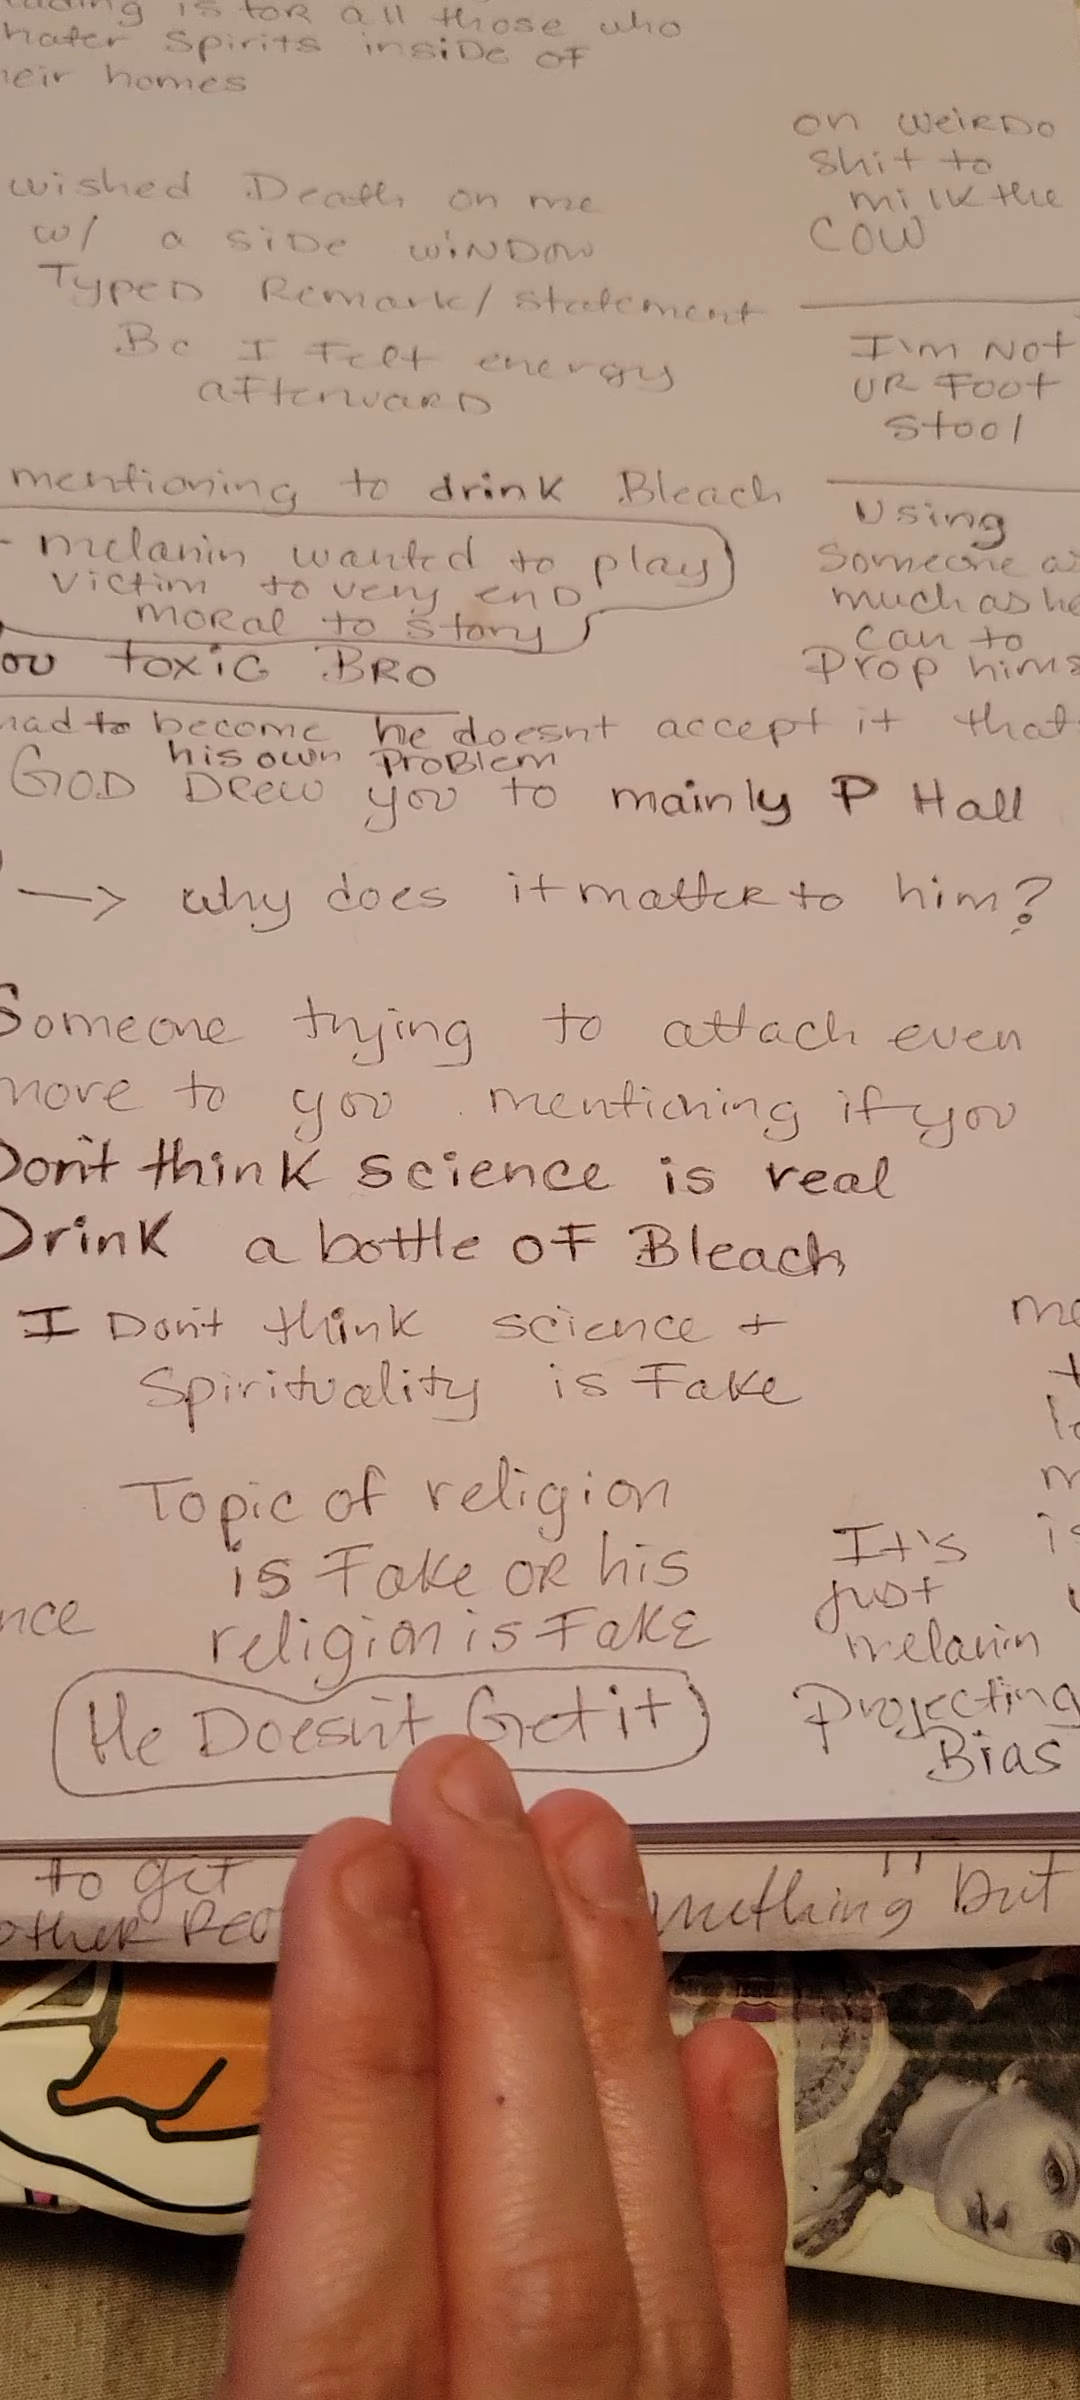 is for all those who
hater spirits inside of
homes
wished Death on me
w/ a side window
Typed Remark/statement
Bc I Felt energy
afterward
mentioning to drink Bleach
- melanin wanted to play
victim to very end
moral to story
toxic BRO
on weirdo
shit to
milk the
cow
I'm Not
UR Foot
Stool
Using
Someone
much as he
can to
Prop
had to become he doesnt accept it that
his own Problem
GOD Drew you to mainly P Hall
→ why does it matter to him?
Someone trying to attach even
more to you mentioning if you
Don't think science is real
Drink a bottle of Bleach
I Don't think science +
Spirituality is Fake
Topic of religion
is Fake or his
religion is Fake
He Doesn't Get it
It's
just
melanin
Projecting
Bias
to get
other
but